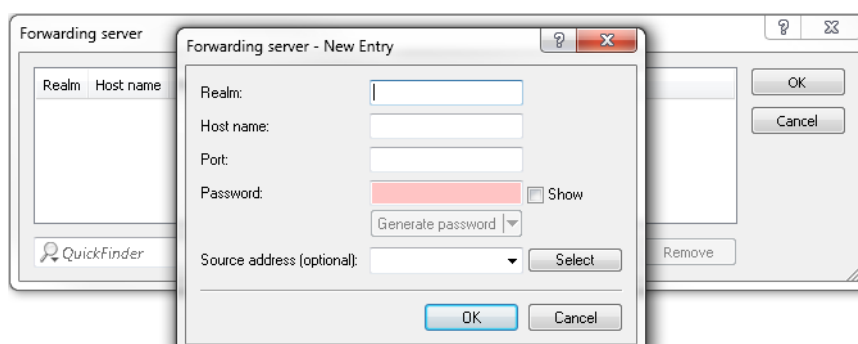 Forwarding server
Forwarding server - New Entry
Realm Host name
OK
Cancel
Realm:
Host name:
Port:
Password:
Show
Generate password
Source address (optional):
Select
QuickFinder
Remove
OK
Cancel